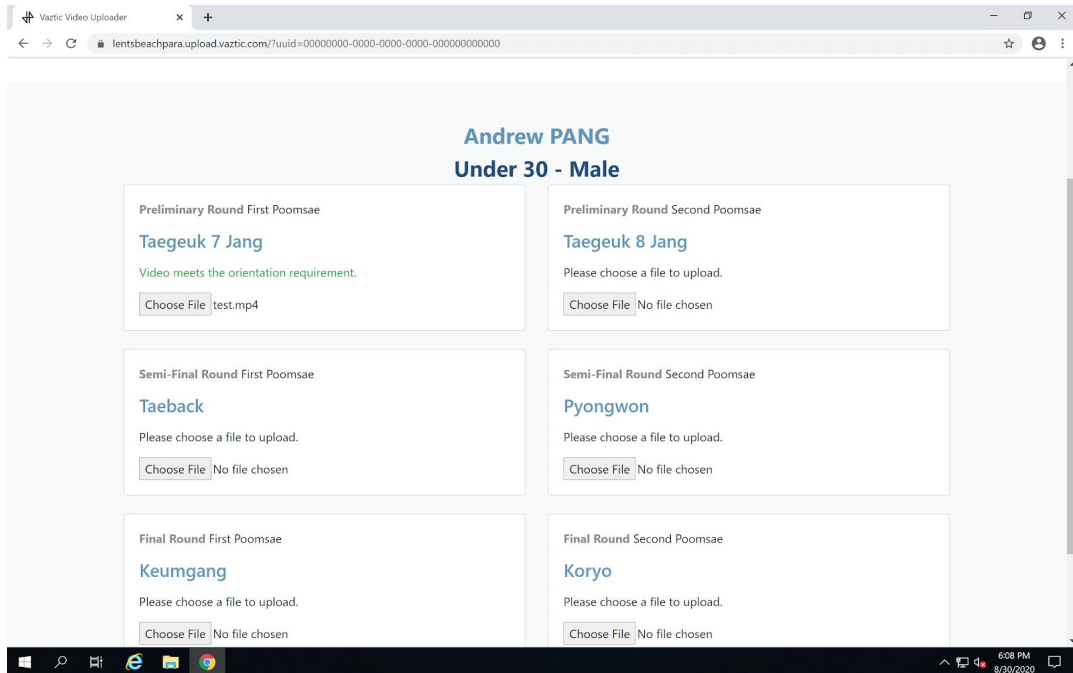 Vaztic Video Uploader
lentsbeachpara.upload.vaztic.com/?uuid=00000000-0000-0000-0000-000000000000
Andrew PANG
Under 30 - Male
Preliminary Round First Poomsae
Taegeuk 7 Jang
Video meets the orientation requirement.
Choose File test.mp4
Preliminary Round Second Poomsae
Taegeuk 8 Jang
Please choose a file to upload.
Choose File No file chosen
Semi-Final Round First Poomsae
Taeback
Please choose a file to upload.
Choose File No file chosen
Semi-Final Round Second Poomsae
Pyongwon
Please choose a file to upload.
Choose File No file chosen
Final Round First Poomsae
Keumgang
Please choose a file to upload.
Choose File No file chosen
Final Round Second Poomsae
Koryo
Please choose a file to upload.
Choose File No file chosen
6:08 PM
8/30/2020